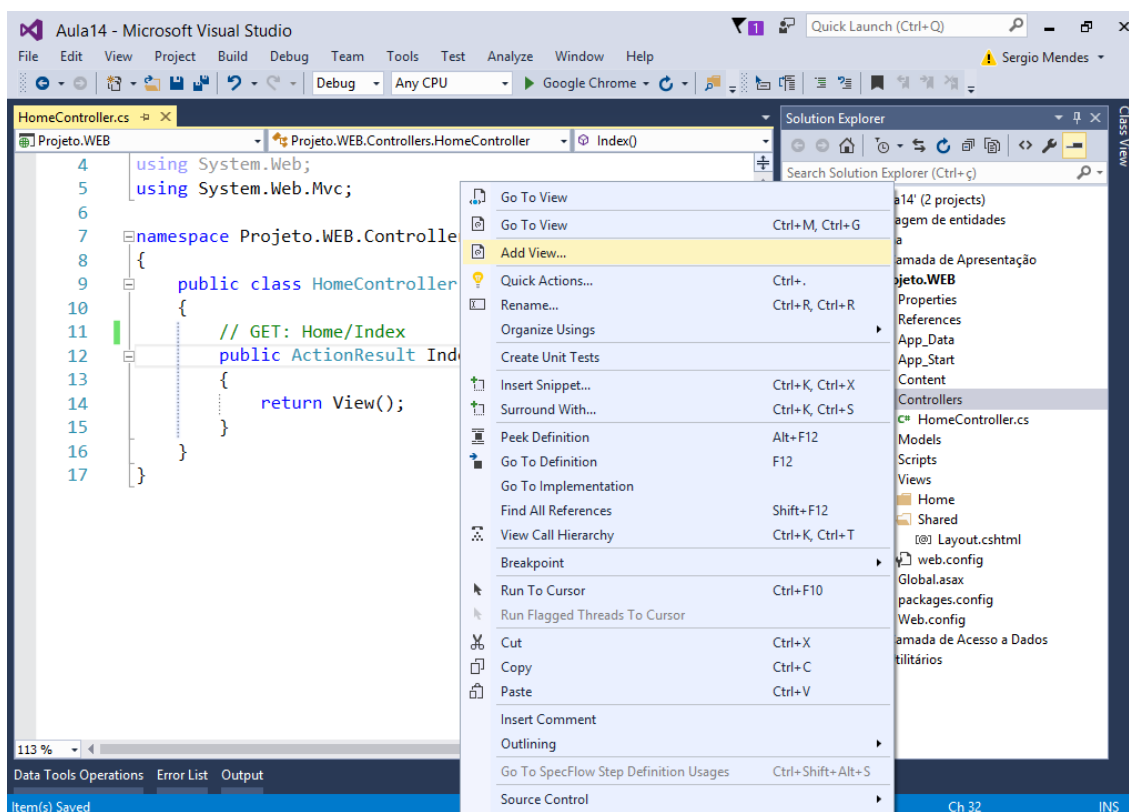 Aula14 - Microsoft Visual Studio
1
Quick Launch (Ctrl+Q)
File Edit View Project Build Debug Team Tools Test Analyze Window Help
Sergio Mendes
Debug Any CPU Google Chrome
HomeController.cs
Projeto.WEB Projeto.WEB.Controllers.HomeController Index()
4 using System.Web;
5 using System.Web.Mvc;
6
7 namespace Projeto.WEB.Controlle
8 {
9 public class HomeController
10 {
11 // GET: Home/Index
12 public ActionResult Inde
13 {
14 return View();
15 }
16 }
17 }
113 %
Go To View
Go To View Ctrl+M, Ctrl+G
Add View...
Quick Actions... Ctrl+.
Rename... Ctrl+R, Ctrl+R
Organize Usings
Create Unit Tests
Insert Snippet... Ctrl+K, Ctrl+X
Surround With... Ctrl+K, Ctrl+S
Peek Definition Alt+F12
Go To Definition F12
Go To Implementation
Find All References Shift+F12
View Call Hierarchy Ctrl+K, Ctrl+T
Breakpoint
Run To Cursor Ctrl+F10
Run Flagged Threads To Cursor
Cut Ctrl+X
Copy Ctrl+C
Paste Ctrl+V
Insert Comment
Outlining
Go To SpecFlow Step Definition Usages Ctrl+Shift+Alt+S
Source Control
Solution Explorer
Search Solution Explorer (Ctrl+ç)
a14' (2 projects)
agem de entidades
a
amada de Apresentação
ojeto.WEB
Properties
References
App_Data
App_Start
Content
Controllers
C# HomeController.cs
Models
Scripts
Views
Home
Shared
[@] Layout.cshtml
web.config
Global.asax
packages.config
Web.config
amada de Acesso a Dados
tilitários
Class View
Data Tools Operations Error List Output
Item(s) Saved Ch 32 INS